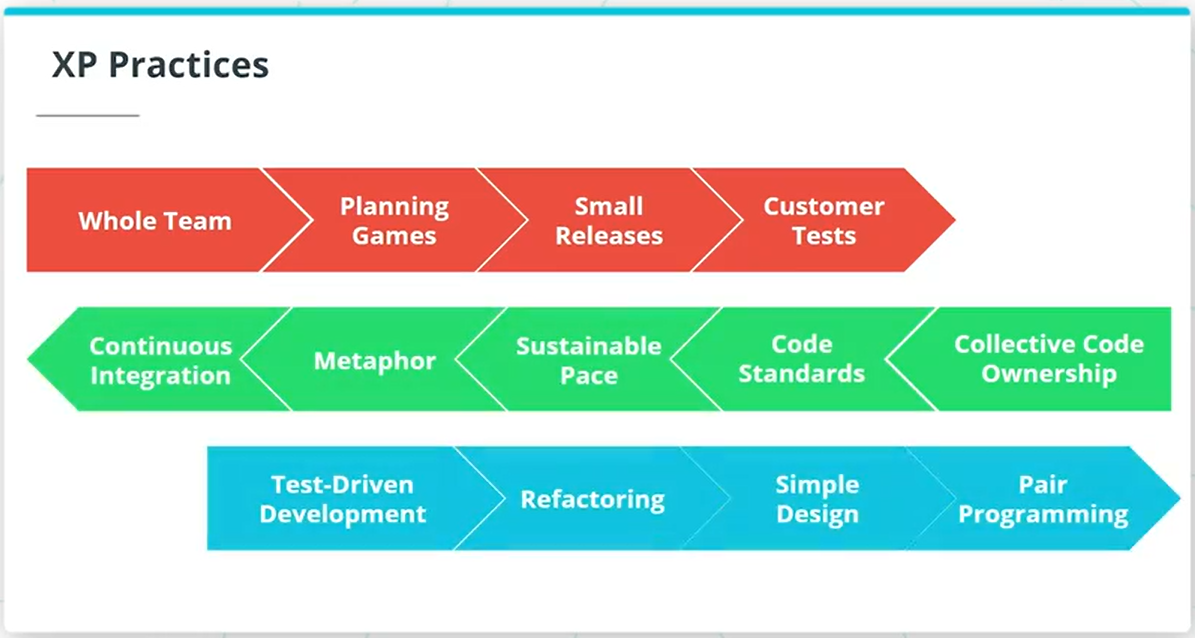 XP Practices
Whole Team
Planning
Games
Small
Releases
Customer
Tests
Continuous
Integration
Metaphor
Sustainable
Pace
Code
Standards
Collective Code
Ownership
Test-Driven
Development
Refactoring
Simple
Design
Pair
Programming